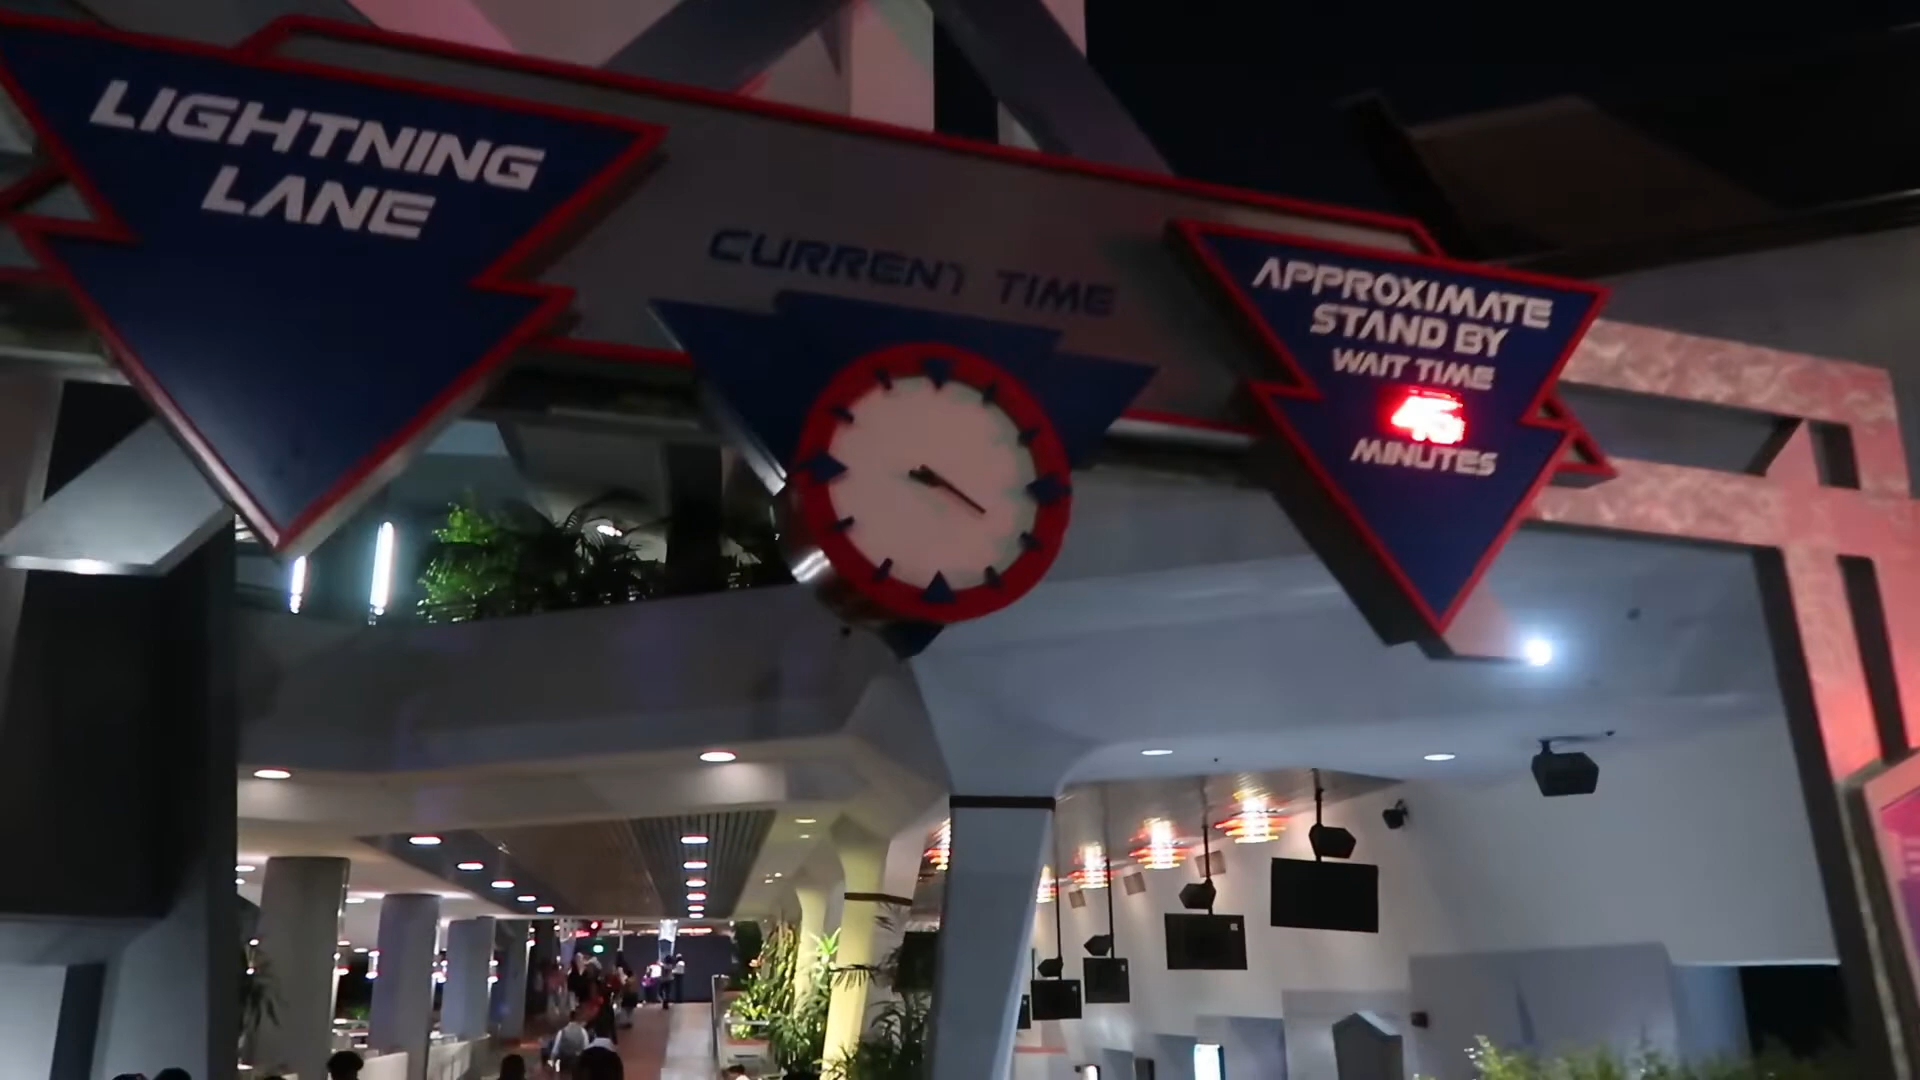 LIGHTNING
LANE
CURRENT TIME
APPROXIMATE
STAND BY
WAIT TIME
45
MINUTES